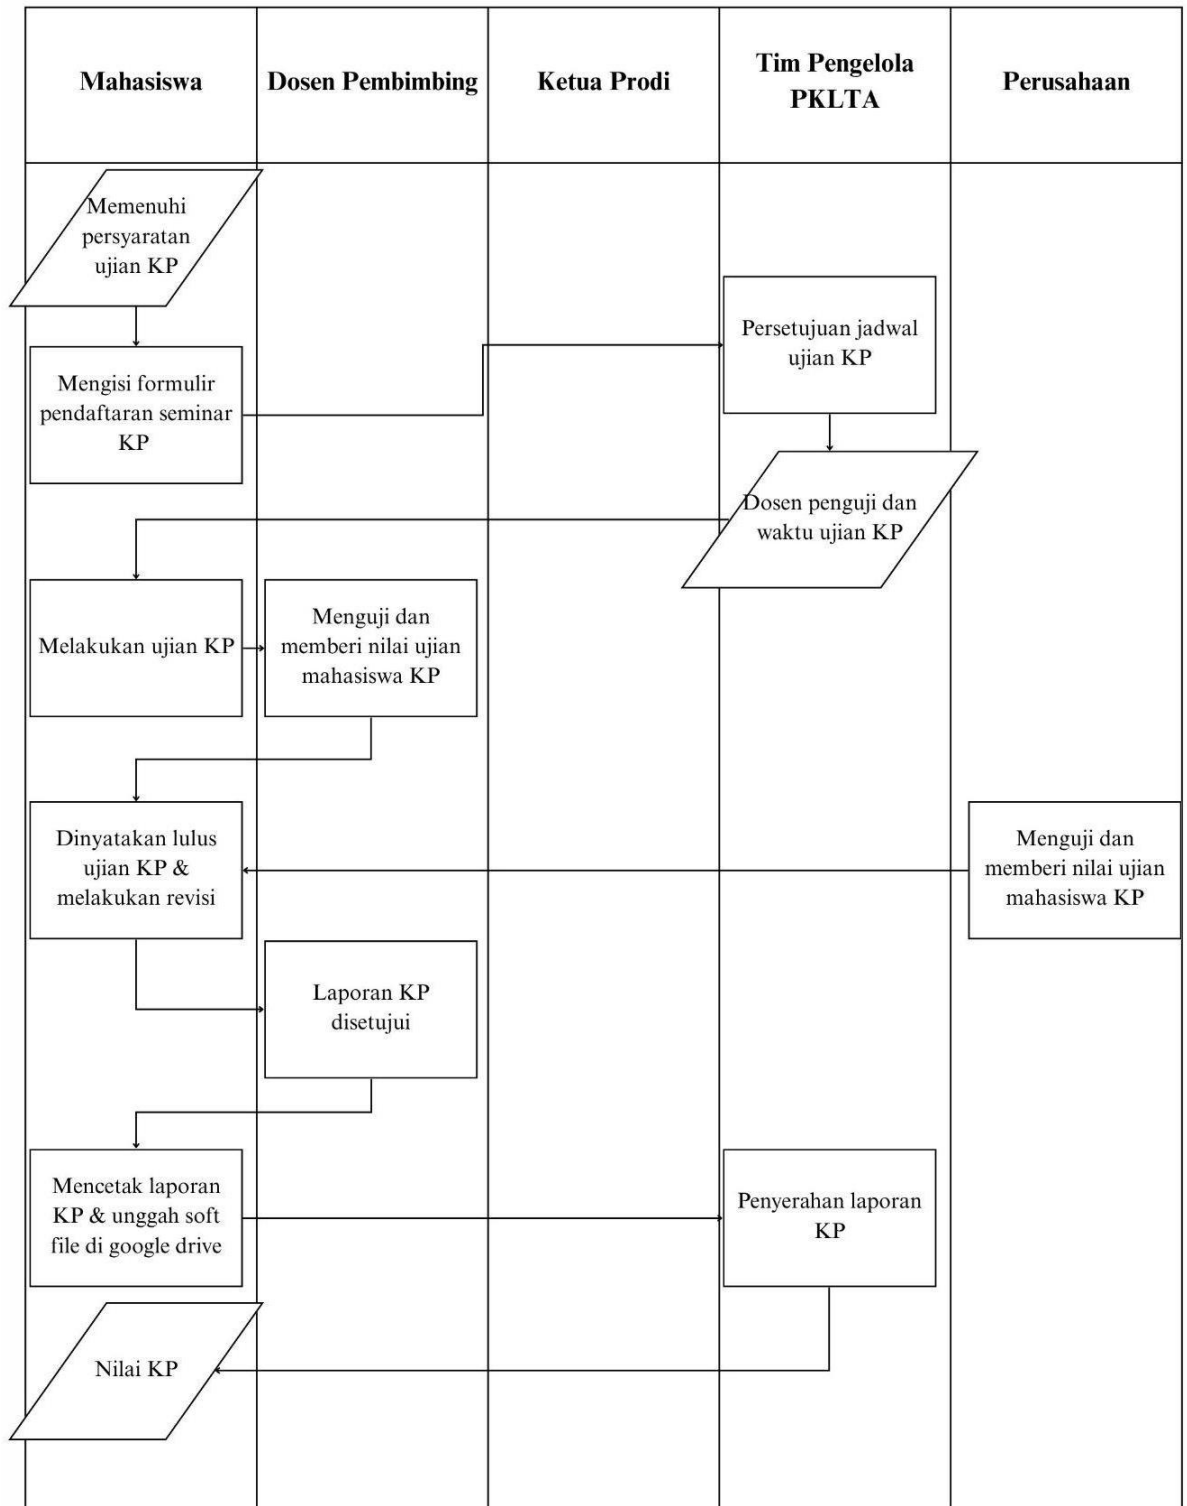 Mahasiswa
Dosen Pembimbing
Ketua Prodi
Tim Pengelola
PKLTA
Perusahaan
Memenuhi
persyaratan
ujian KP
Persetujuan jadwal
ujian KP
Mengisi formulir
pendaftaran seminar
KP
Dosen penguji dan
waktu ujian KP
Melakukan ujian KP
Menguji dan
memberi nilai ujian
mahasiswa KP
Dinyatakan lulus
ujian KP &
melakukan revisi
Menguji dan
memberi nilai ujian
mahasiswa KP
Laporan KP
disetujui
Mencetak laporan
KP & unggah soft
file di google drive
Penyerahan laporan
KP
Nilai KP